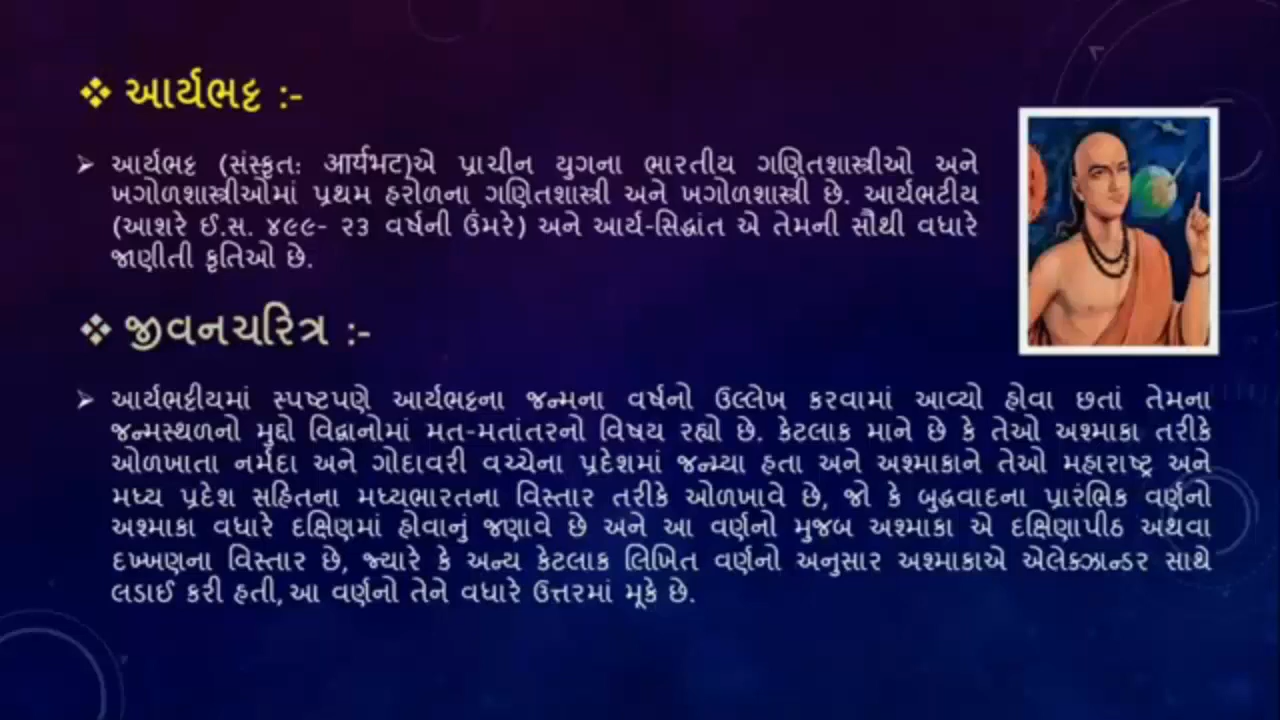 ❖ આર્યભટ્ટ :-
➢ આર્યભટ્ટ (સંસ્કૃત: आर्यभट)એ પ્રાચીન યુગના ભારતીય ગણિતશાસ્ત્રીઓ અને
ખગોળશાસ્ત્રીઓમાં પ્રથમ હરોળના ગણિતશાસ્ત્રી અને ખગોળશાસ્ત્રી છે. આર્યભટીય
(આશરે ઈ.સ. ૪૯૯- ૨૩ વર્ષની ઉંમરે) અને આર્ય-સિદ્ધાંત એ તેમની સૌથી વધારે
જાણીતી કૃતિઓ છે.
❖ જીવનચરિત્ર :-
➢ આર્યભટ્ટીયમાં સ્પષ્ટપણે આર્યભટ્ટના જન્મના વર્ષનો ઉલ્લેખ કરવામાં આવ્યો હોવા છતાં તેમના
જન્મસ્થળનો મુદ્દો વિદ્વાનોમાં મત-મતાંતરનો વિષય રહ્યો છે. કેટલાક માને છે કે તેઓ અશ્માકા તરીકે
ઓળખાતા નર્મદા અને ગોદાવરી વચ્ચેના પ્રદેશમાં જન્મ્યા હતા અને અશ્માકાને તેઓ મહારાષ્ટ્ર અને
મધ્ય પ્રદેશ સહિતના મધ્યભારતના વિસ્તાર તરીકે ઓળખાવે છે, જો કે બુદ્ધવાદના પ્રારંભિક વર્ણનો
અશ્માકા વધારે દક્ષિણમાં હોવાનું જણાવે છે અને આ વર્ણનો મુજબ અશ્માકા એ દક્ષિણાપીઠ અથવા
દખ્ખણના વિસ્તાર છે, જ્યારે કે અન્ય કેટલાક લિખિત વર્ણનો અનુસાર અશ્માકાએ એલેક્ઝાન્ડર સાથે
લડાઈ કરી હતી, આ વર્ણનો તેને વધારે ઉત્તરમાં મૂકે છે.